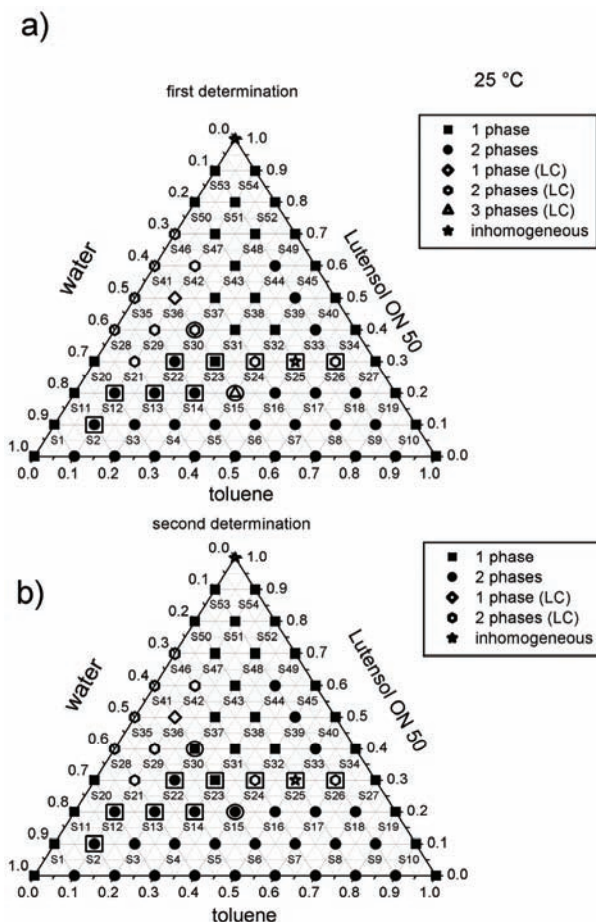 a)
25 °C
first determination
1 phase
2 phases
1 phase (LC)
2 phases (LC)
3 phases (LC)
inhomogeneous
water
Lutensol ON 50
0.0 1.0
0.1 0.9
S53 S54
0.2 0.8
S50 S51 S52
0.3 0.7
S46 S47 S48 S49
0.4 0.6
S41 S42 S43 S44 S45
0.5 0.5
S35 S36 S37 S38 S39 S40
0.6 0.4
S28 S29 S30 S31 S32 S33 S34
0.7 0.3
S20 S21 S22 S23 S24 S25 S26 S27
0.8 0.2
S11 S12 S13 S14 S15 S16 S17 S18 S19
0.9 0.1
S1 S2 S3 S4 S5 S6 S7 S8 S9 S10
1.0 0.0
0.0 0.1 0.2 0.3 0.4 0.5 0.6 0.7 0.8 0.9 1.0
toluene
b)
second determination
1 phase
2 phases
1 phase (LC)
2 phases (LC)
inhomogeneous
water
Lutensol ON 50
0.0 1.0
0.1 0.9
S53 S54
0.2 0.8
S50 S51 S52
0.3 0.7
S46 S47 S48 S49
0.4 0.6
S41 S42 S43 S44 S45
0.5 0.5
S35 S36 S37 S38 S39 S40
0.6 0.4
S28 S29 S30 S31 S32 S33 S34
0.7 0.3
S20 S21 S22 S23 S24 S25 S26 S27
0.8 0.2
S11 S12 S13 S14 S15 S16 S17 S18 S19
0.9 0.1
S1 S2 S3 S4 S5 S6 S7 S8 S9 S10
1.0 0.0
0.0 0.1 0.2 0.3 0.4 0.5 0.6 0.7 0.8 0.9 1.0
toluene